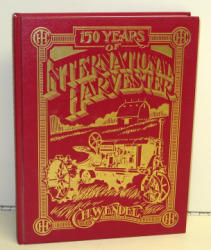 150 YEARS
OF
INTERNATIONAL
HARVESTER
C.H. WENDEL